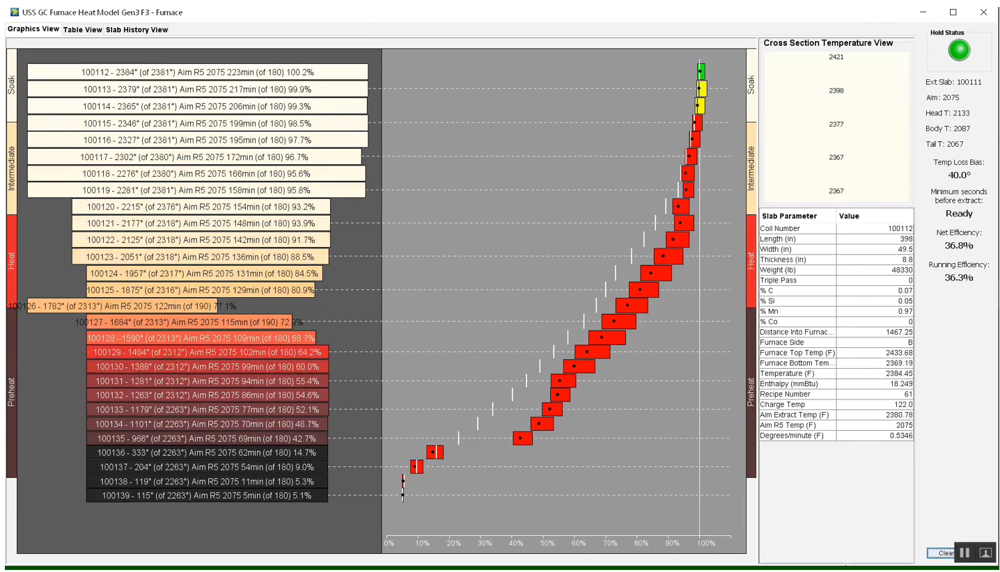 USS GC Furnace Heat Model Gen3 F3 - Furnace
Graphics View Table View Slab History View
Soak
Intermediate
Heat
Preheat
100112 - 2384° (of 2381°) Aim R5 2075 223min (of 180) 100.2%
100113 - 2379° (of 2381°) Aim R5 2075 217min (of 180) 99.9%
100114 - 2365° (of 2381°) Aim R5 2075 206min (of 180) 99.3%
100115 - 2346° (of 2381°) Aim R5 2075 199min (of 180) 98.5%
100116 - 2327° (of 2381°) Aim R5 2075 195min (of 180) 97.7%
100117 - 2302° (of 2380°) Aim R5 2075 172min (of 180) 96.7%
100118 - 2276° (of 2380°) Aim R5 2075 166min (of 180) 95.6%
100119 - 2281° (of 2381°) Aim R5 2075 158min (of 180) 95.8%
100120 - 2215° (of 2376°) Aim R5 2075 154min (of 180) 93.2%
100121 - 2177° (of 2318°) Aim R5 2075 148min (of 180) 93.9%
100122 - 2125° (of 2318°) Aim R5 2075 142min (of 180) 91.7%
100123 - 2051° (of 2318°) Aim R5 2075 136min (of 180) 88.5%
100124 - 1957° (of 2317°) Aim R5 2075 131min (of 180) 84.5%
100125 - 1875° (of 2316°) Aim R5 2075 129min (of 180) 80.9%
100126 - 1782° (of 2313°) Aim R5 2075 122min (of 190) 77.1%
100127 - 1684° (of 2313°) Aim R5 2075 115min (of 190) 72.8%
100128 - 1590° (of 2313°) Aim R5 2075 109min (of 180) 68.7%
100129 - 1484° (of 2312°) Aim R5 2075 102min (of 180) 64.2%
100130 - 1388° (of 2312°) Aim R5 2075 99min (of 180) 60.0%
100131 - 1281° (of 2312°) Aim R5 2075 94min (of 180) 55.4%
100132 - 1263° (of 2312°) Aim R5 2075 86min (of 180) 54.6%
100133 - 1179° (of 2263°) Aim R5 2075 77min (of 180) 52.1%
100134 - 1101° (of 2263°) Aim R5 2075 70min (of 180) 48.7%
100135 - 966° (of 2263°) Aim R5 2075 69min (of 180) 42.7%
100136 - 333° (of 2263°) Aim R5 2075 62min (of 180) 14.7%
100137 - 204° (of 2263°) Aim R5 2075 54min (of 180) 9.0%
100138 - 119° (of 2263°) Aim R5 2075 11min (of 180) 5.3%
100139 - 115° (of 2263°) Aim R5 2075 5min (of 180) 5.1%
0% 10% 20% 30% 40% 50% 60% 70% 80% 90% 100%
Soak
Intermediate
Heat
Preheat
Cross Section Temperature View
2421
2398
2377
2367
2367
Slab Parameter Value
Coil Number 100112
Length (in) 398
Width (in) 49.5
Thickness (in) 8.8
Weight (lb) 48330
Triple Pass 0
% C 0.07
% Si 0.05
% Mn 0.97
% Co 0
Distance Into Furnac... 1467.25
Furnace Side B
Furnace Top Temp (F) 2433.68
Furnace Bottom Tem... 2369.19
Temperature (F) 2384.45
Enthalpy (mmBtu) 18.249
Recipe Number 61
Charge Temp 122.0
Aim Extract Temp (F) 2380.78
Aim R5 Temp (F) 2075
Degrees/minute (F) 0.5346
Hold Status
Ext Slab: 100111
Aim: 2075
Head T: 2133
Body T: 2087
Tail T: 2067
Temp Loss Bias:
40.0°
Minimum seconds
before extract:
Ready
Net Efficiency:
36.8%
Running Efficiency:
36.3%
Clear